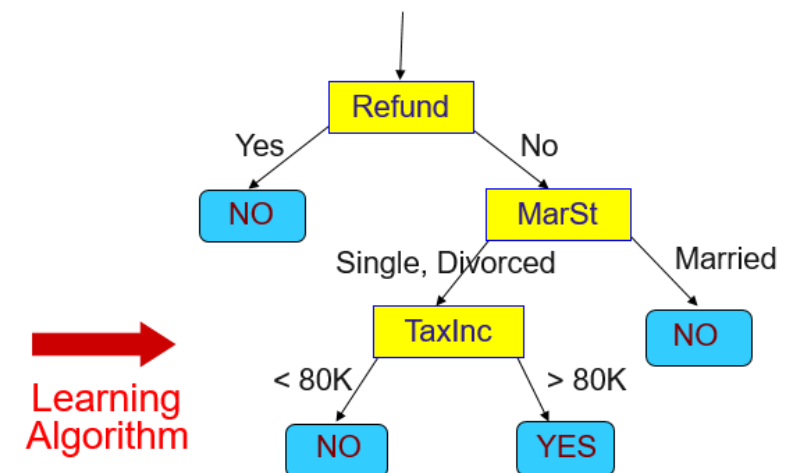 Refund
Yes
No
NO
MarSt
Single, Divorced
Married
TaxInc
NO
< 80K
> 80K
Learning
Algorithm
NO
YES